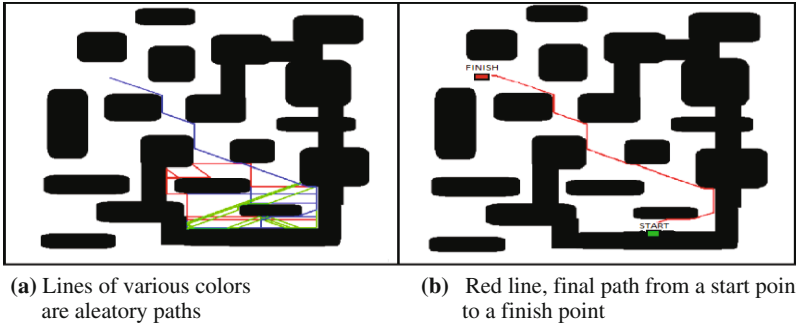 FINISH
START
(a) Lines of various colors
are aleatory paths
(b) Red line, final path from a start poin
to a finish point